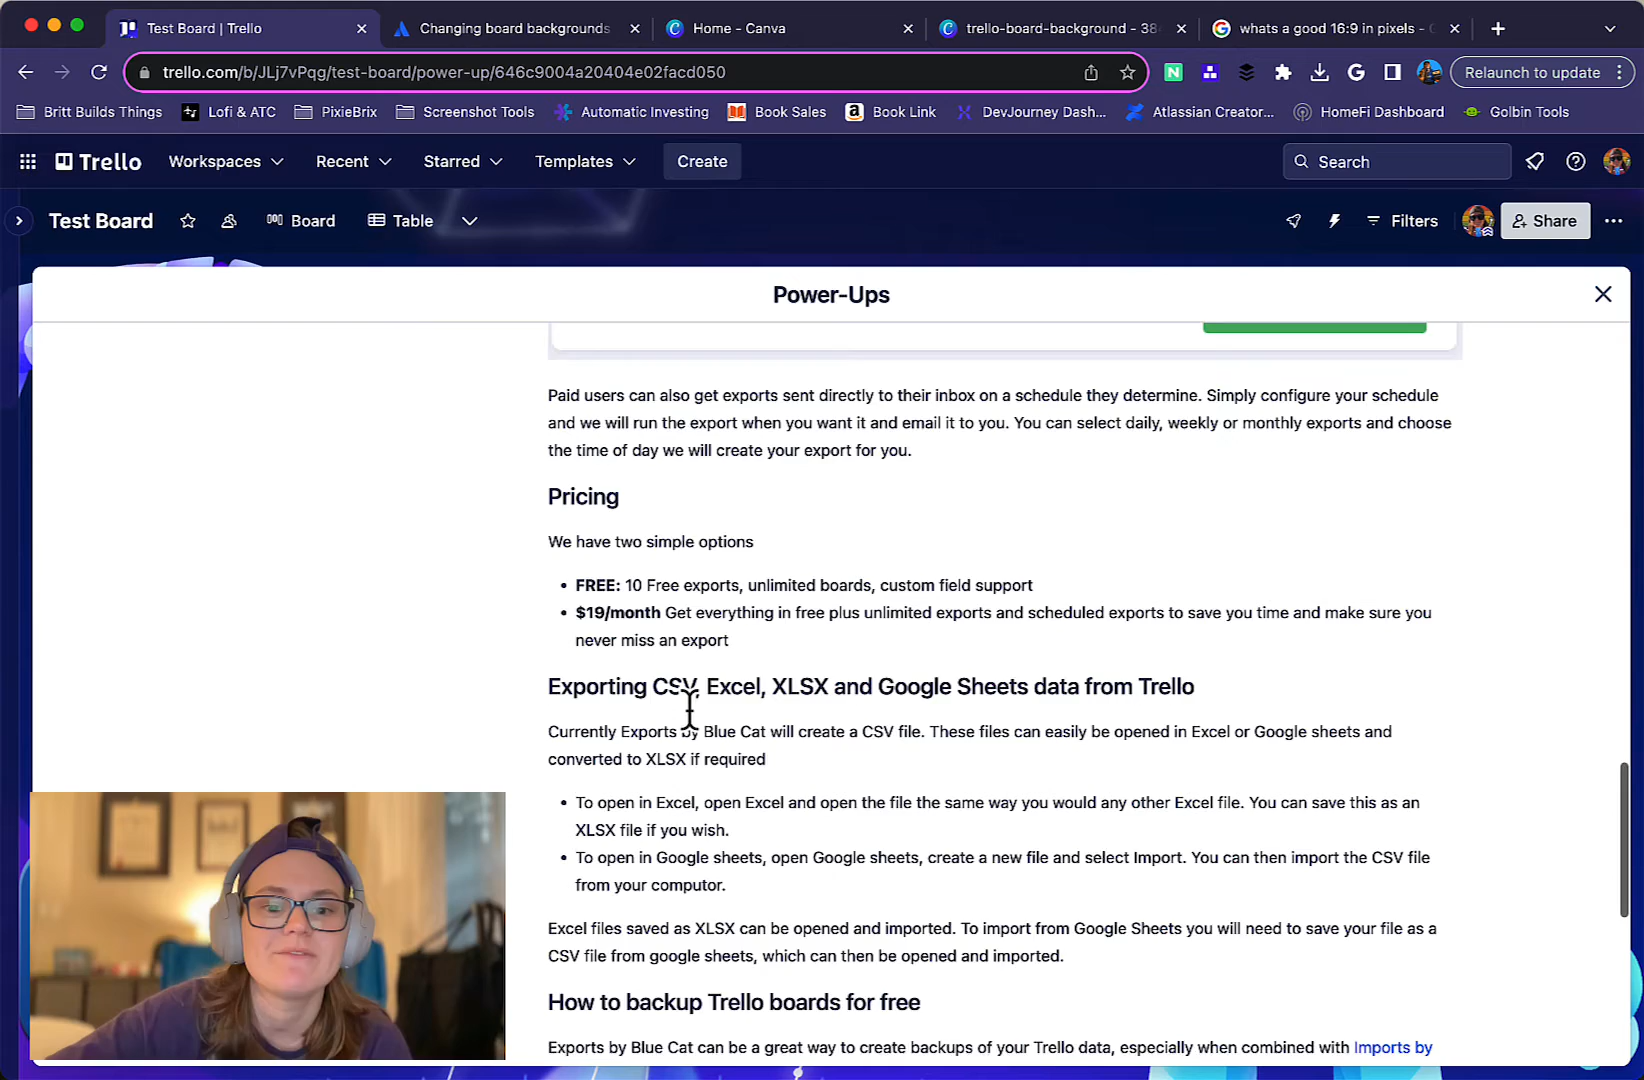 Test Board | Trello
Changing board backgrounds
Home - Canva
trello-board-background - 38
whats a good 16:9 in pixels -
trello.com/b/JLj7vPqg/test-board/power-up/646c9004a20404e02facd050
Relaunch to update
Britt Builds Things
Lofi & ATC
PixieBrix
Screenshot Tools
Automatic Investing
Book Sales
Book Link
DevJourney Dash...
Atlassian Creator...
HomeFi Dashboard
Golbin Tools
Trello
Workspaces
Recent
Starred
Templates
Create
Search
Test Board
Board
Table
Filters
Share
Power-Ups
Paid users can also get exports sent directly to their inbox on a schedule they determine. Simply configure your schedule
and we will run the export when you want it and email it to you. You can select daily, weekly or monthly exports and choose
the time of day we will create your export for you.
Pricing
We have two simple options
• FREE: 10 Free exports, unlimited boards, custom field support
• $19/month Get everything in free plus unlimited exports and scheduled exports to save you time and make sure you
never miss an export
Exporting CSV, Excel, XLSX and Google Sheets data from Trello
Currently Exports by Blue Cat will create a CSV file. These files can easily be opened in Excel or Google sheets and
converted to XLSX if required
• To open in Excel, open Excel and open the file the same way you would any other Excel file. You can save this as an
XLSX file if you wish.
• To open in Google sheets, open Google sheets, create a new file and select Import. You can then import the CSV file
from your computor.
Excel files saved as XLSX can be opened and imported. To import from Google Sheets you will need to save your file as a
CSV file from google sheets, which can then be opened and imported.
How to backup Trello boards for free
Exports by Blue Cat can be a great way to create backups of your Trello data, especially when combined with Imports by